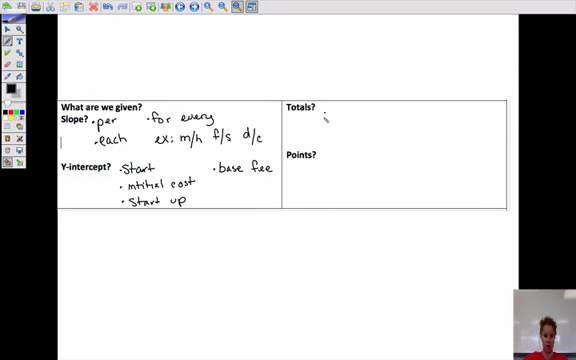 What are we given?
Slope? • per • for every
• each ex: m/h f/s d/c
Y-intercept? • Start • base fee
• intitial cost
• Start up
Totals?
Points?